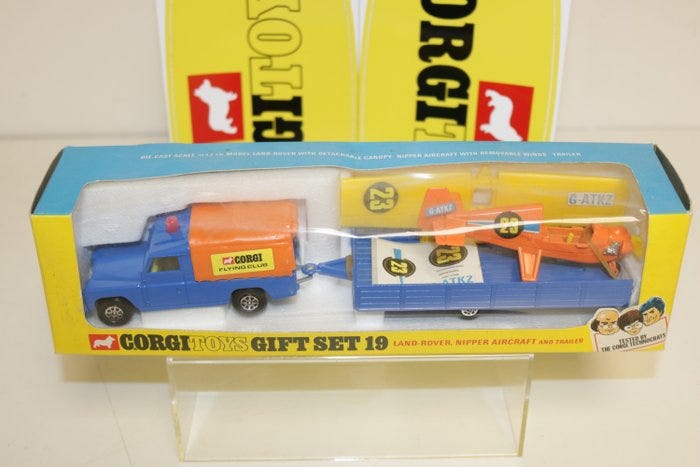 CORGI TOY
CORGI T
DIE-CAST SCALE MODEL LAND-ROVER WITH DETACHABLE CANOPY NIPPER AIRCRAFT WITH REMOVABLE WINGS TRAILER
23
G-ATKZ
G-ATKZ
23
CORGI
FLYING CLUB
23
23
ATKZ
CORGI TOYS GIFT SET 19 LAND-ROVER, NIPPER AIRCRAFT AND TRAILER
TESTED BY
THE CORGI TECHNOCRATS